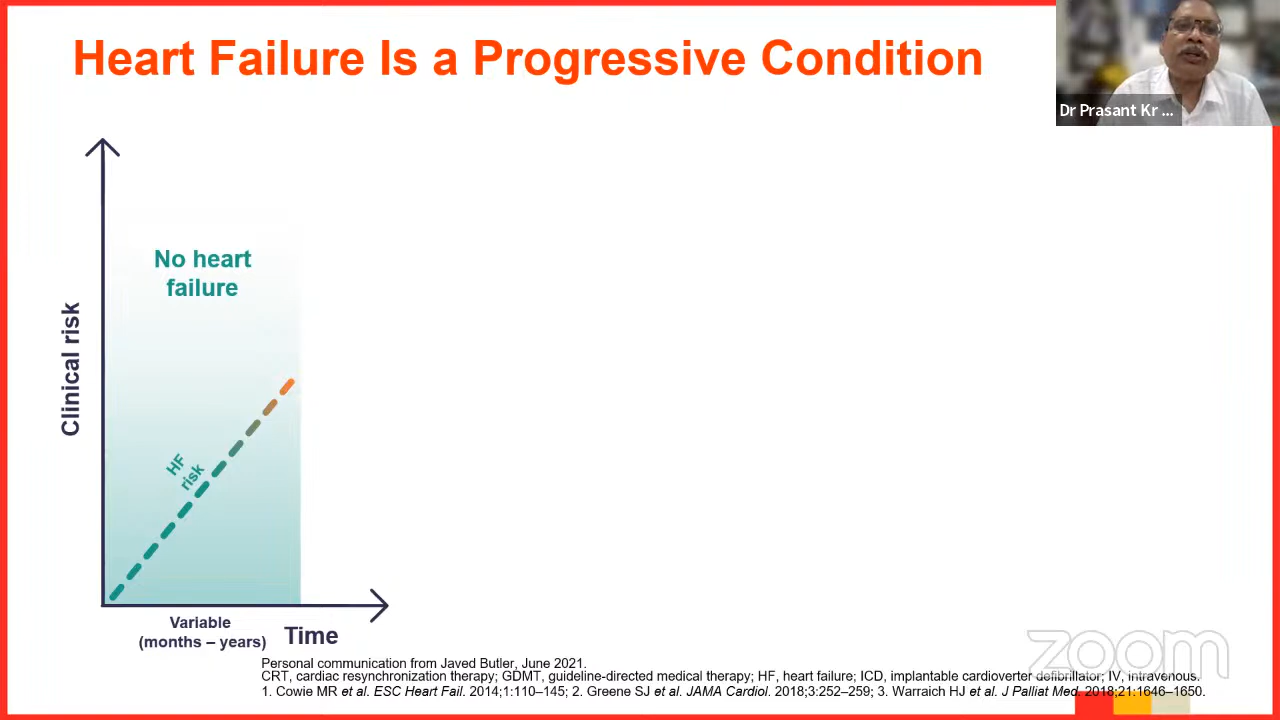 Heart Failure Is a Progressive Condition
Dr Prasant Kr ...
No heart
failure
Clinical risk
HF
risk
Variable
(months – years)
Time
zoom
Personal communication from Javed Butler, June 2021.
CRT, cardiac resynchronization therapy; GDMT, guideline-directed medical therapy; HF, heart failure; ICD, implantable cardioverter defibrillator; IV, intravenous.
1. Cowie MR et al. ESC Heart Fail. 2014;1:110–145; 2. Greene SJ et al. JAMA Cardiol. 2018;3:252–259; 3. Warraich HJ et al. J Palliat Med. 2018;21:1646–1650.